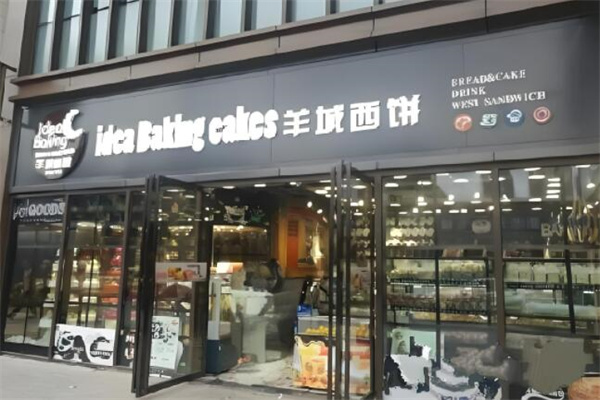 Idea
Baking
idea Baking cakes 羊城西饼
BREAD&CAKE
DRINK
WEST SANDWICH
GOODS